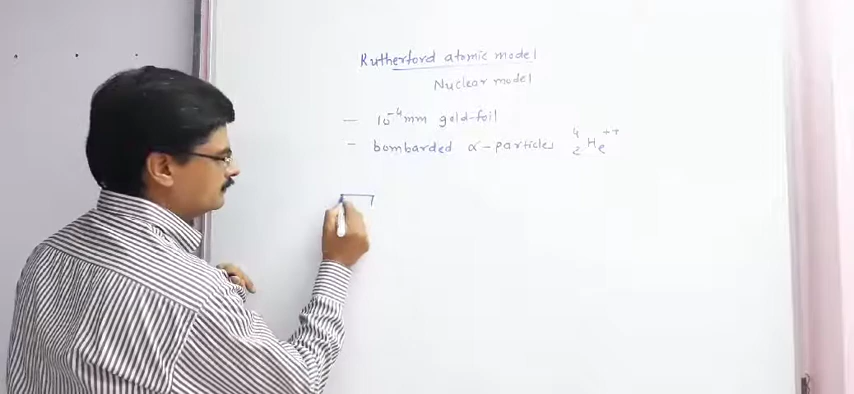 Rutherford atomic model
Nuclear model
— 10⁻⁴mm gold-foil
— bombarded α-particles ⁴₂He⁺⁺